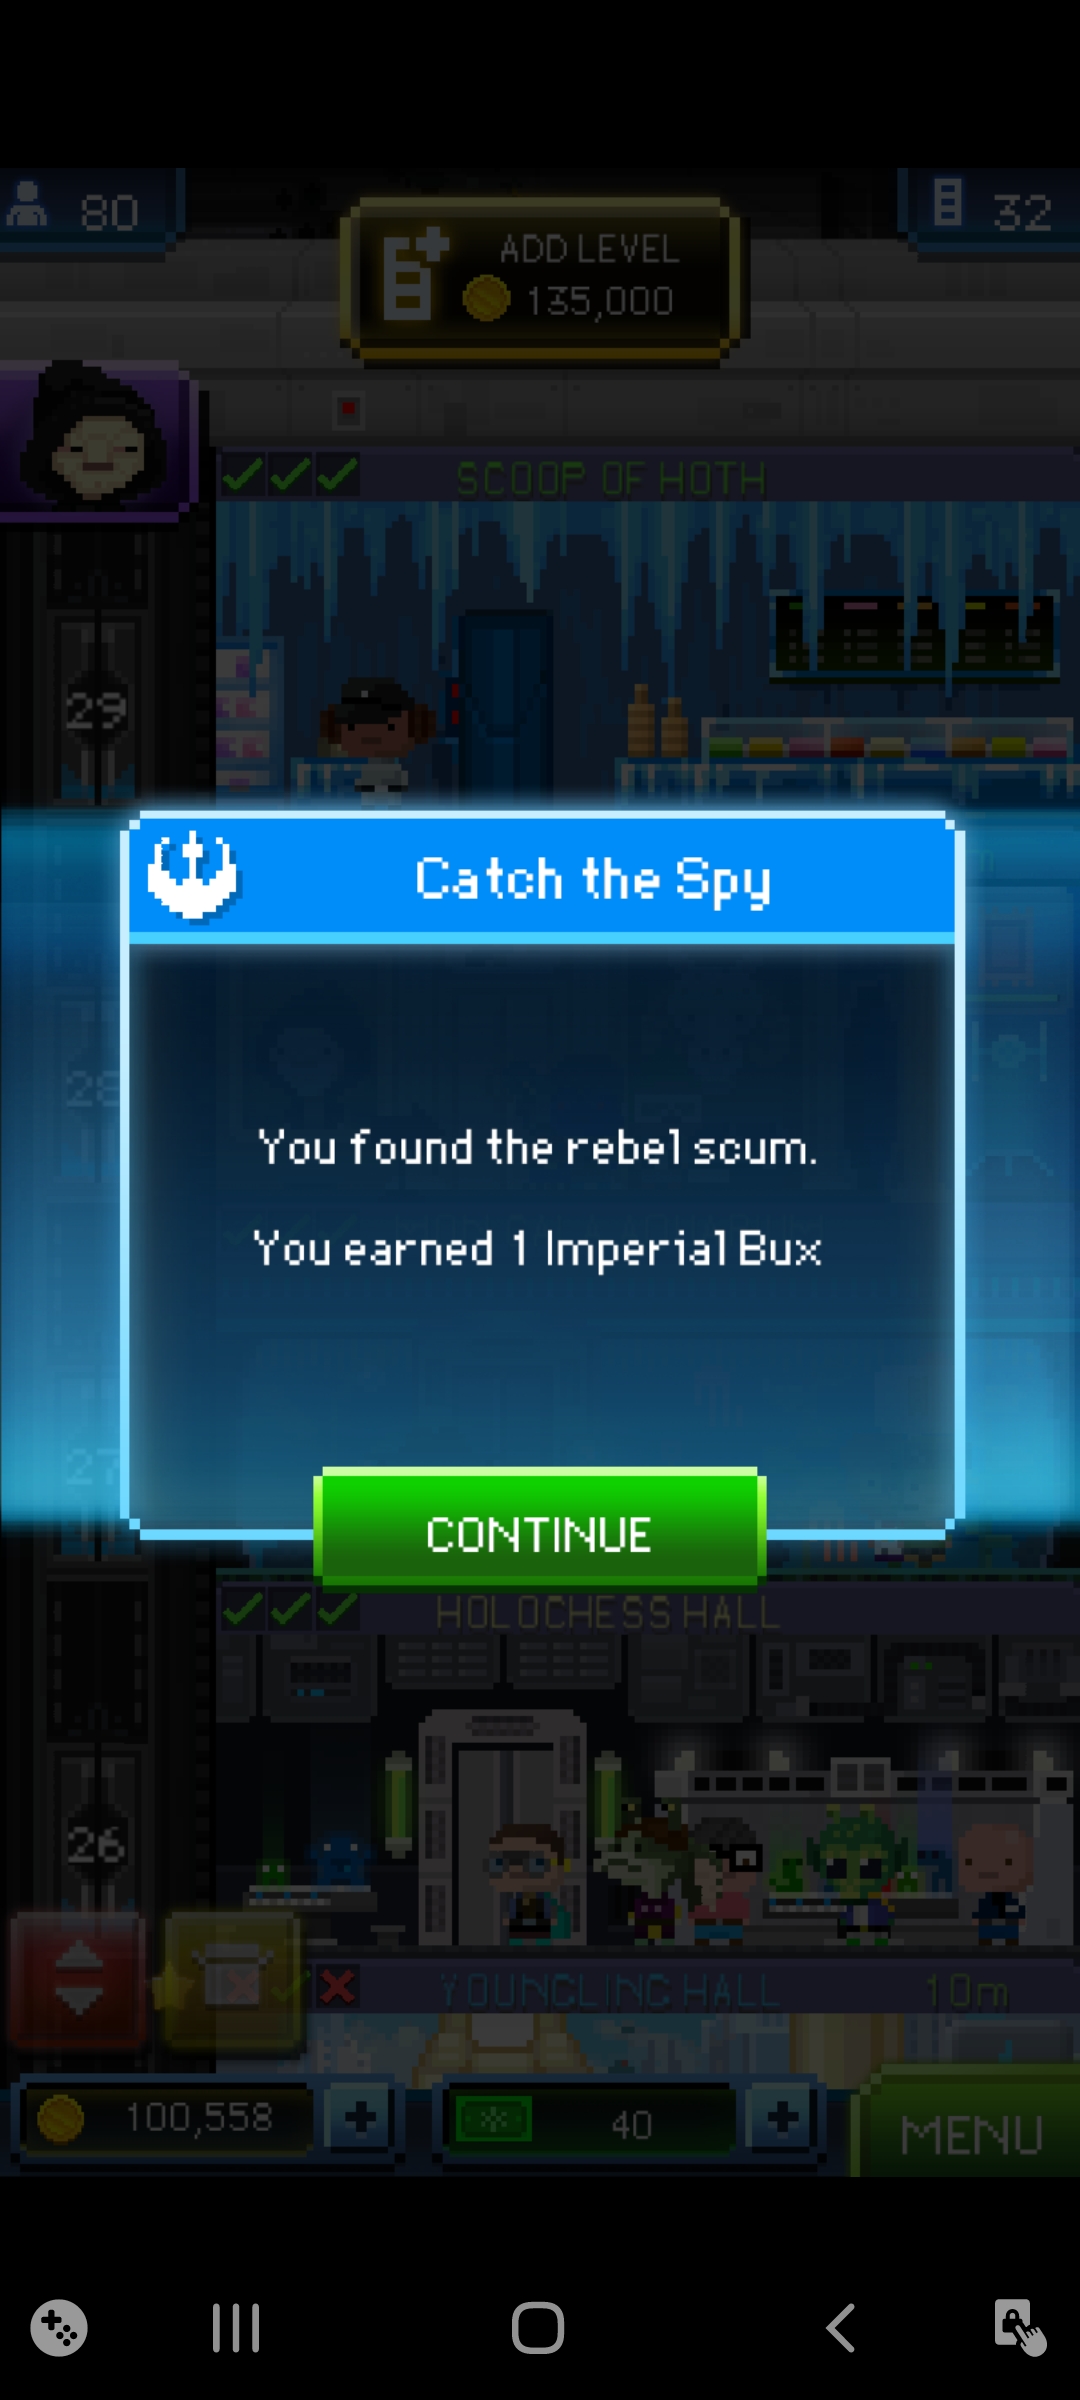 80
ADD LEVEL
135,000
32
SCOOP OF HOTH
29
Catch the Spy
28
You found the rebel scum.
You earned 1 Imperial Bux
27
CONTINUE
HOLOCHESS HALL
26
YOUNGLING HALL 10m
100,558
40
MENU